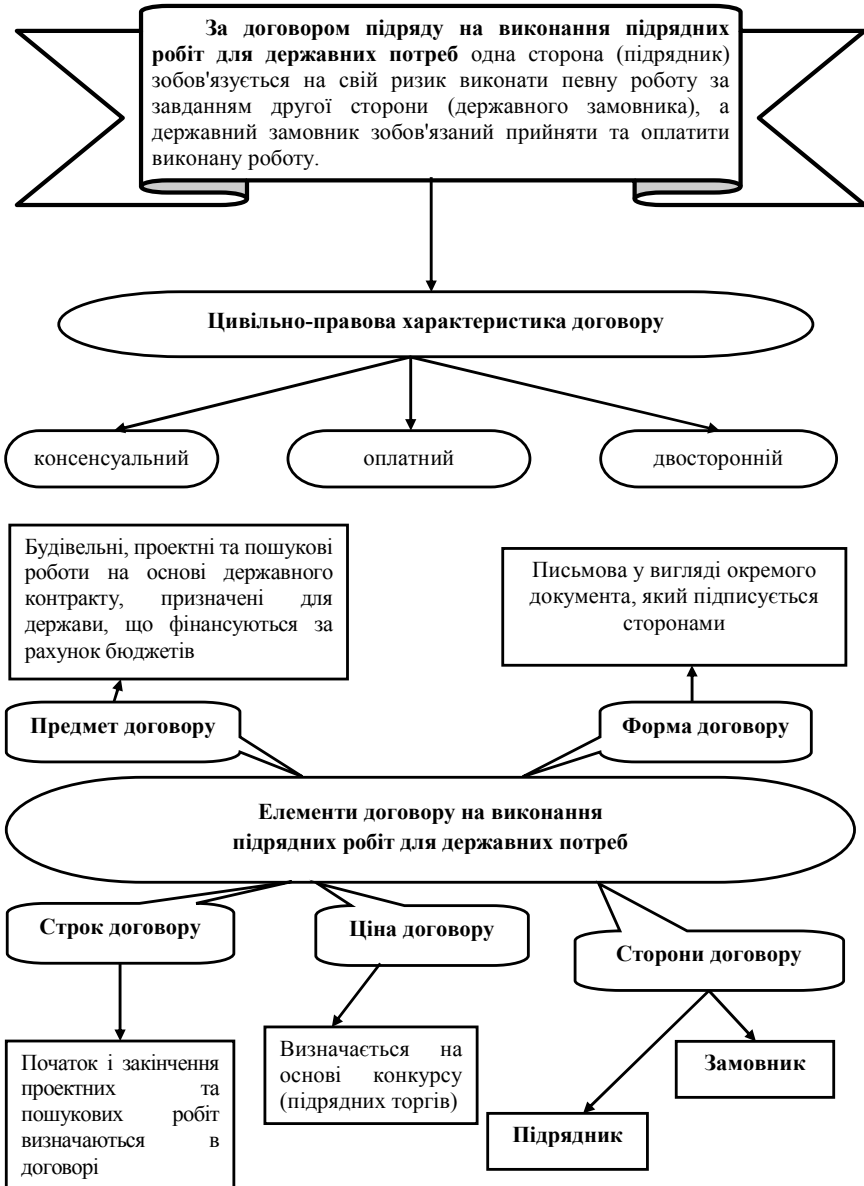 За договором підряду на виконання підрядних
робіт для державних потреб одна сторона (підрядник)
зобов'язується на свій ризик виконати певну роботу за
завданням другої сторони (державного замовника), а
державний замовник зобов'язаний прийняти та оплатити
виконану роботу.
Цивільно-правова характеристика договору
консенсуальний
оплатний
двосторонній
Будівельні, проектні та пошукові
роботи на основі державного
контракту, призначені для
держави, що фінансуються за
рахунок бюджетів
Письмова у вигляді окремого
документа, який підписується
сторонами
Предмет договору
Форма договору
Елементи договору на виконання
підрядних робіт для державних потреб
Строк договору
Ціна договору
Сторони договору
Початок і закінчення
проектних та
пошукових робіт
визначаються в
договорі
Визначається на
основі конкурсу
(підрядних торгів)
Замовник
Підрядник